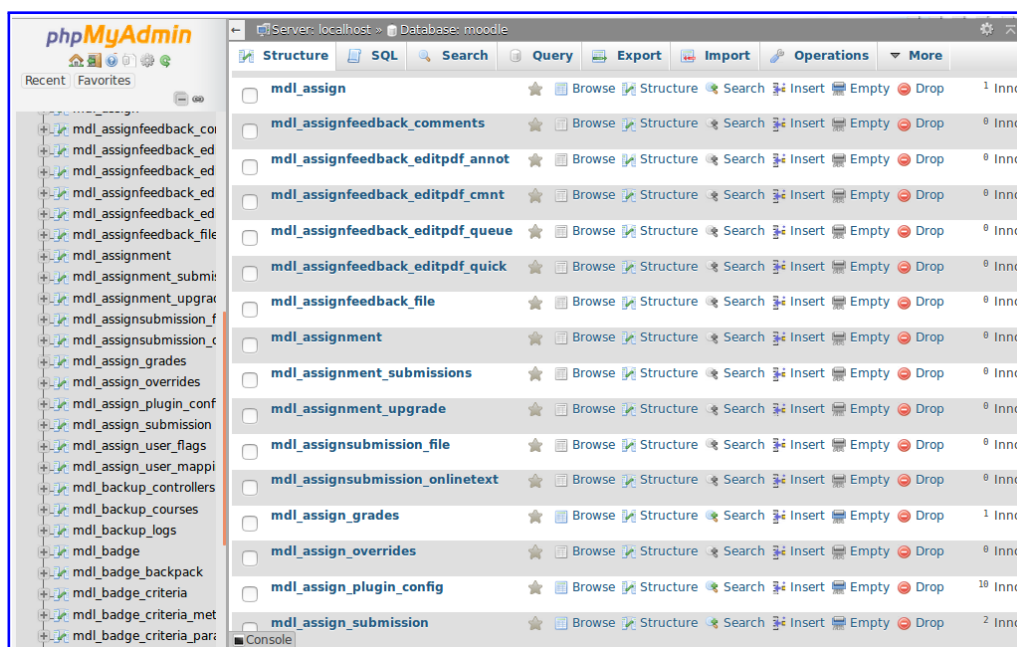 phpMyAdmin
Recent Favorites
mdl_assignfeedback_co
mdl_assignfeedback_ed
mdl_assignfeedback_ed
mdl_assignfeedback_ed
mdl_assignfeedback_ed
mdl_assignfeedback_file
mdl_assignment
mdl_assignment_submi
mdl_assignment_upgra
mdl_assignsubmission_f
mdl_assignsubmission_o
mdl_assign_grades
mdl_assign_overrides
mdl_assign_plugin_conf
mdl_assign_submission
mdl_assign_user_flags
mdl_assign_user_mappi
mdl_backup_controllers
mdl_backup_courses
mdl_backup_logs
mdl_badge
mdl_badge_backpack
mdl_badge_criteria
mdl_badge_criteria_met
mdl_badge_criteria_para
Server: localhost » Database: moodle
Structure SQL Search Query Export Import Operations More
mdl_assign Browse Structure Search Insert Empty Drop 1 Inno
mdl_assignfeedback_comments Browse Structure Search Insert Empty Drop 0 Inno
mdl_assignfeedback_editpdf_annot Browse Structure Search Insert Empty Drop 0 Inno
mdl_assignfeedback_editpdf_cmnt Browse Structure Search Insert Empty Drop 0 Inno
mdl_assignfeedback_editpdf_queue Browse Structure Search Insert Empty Drop 0 Inno
mdl_assignfeedback_editpdf_quick Browse Structure Search Insert Empty Drop 0 Inno
mdl_assignfeedback_file Browse Structure Search Insert Empty Drop 0 Inno
mdl_assignment Browse Structure Search Insert Empty Drop 0 Inno
mdl_assignment_submissions Browse Structure Search Insert Empty Drop 0 Inno
mdl_assignment_upgrade Browse Structure Search Insert Empty Drop 0 Inno
mdl_assignsubmission_file Browse Structure Search Insert Empty Drop 0 Inno
mdl_assignsubmission_onlinetext Browse Structure Search Insert Empty Drop 0 Inno
mdl_assign_grades Browse Structure Search Insert Empty Drop 1 Inno
mdl_assign_overrides Browse Structure Search Insert Empty Drop 0 Inno
mdl_assign_plugin_config Browse Structure Search Insert Empty Drop 10 Inno
mdl_assign_submission Browse Structure Search Insert Empty Drop 2 Inno
Console